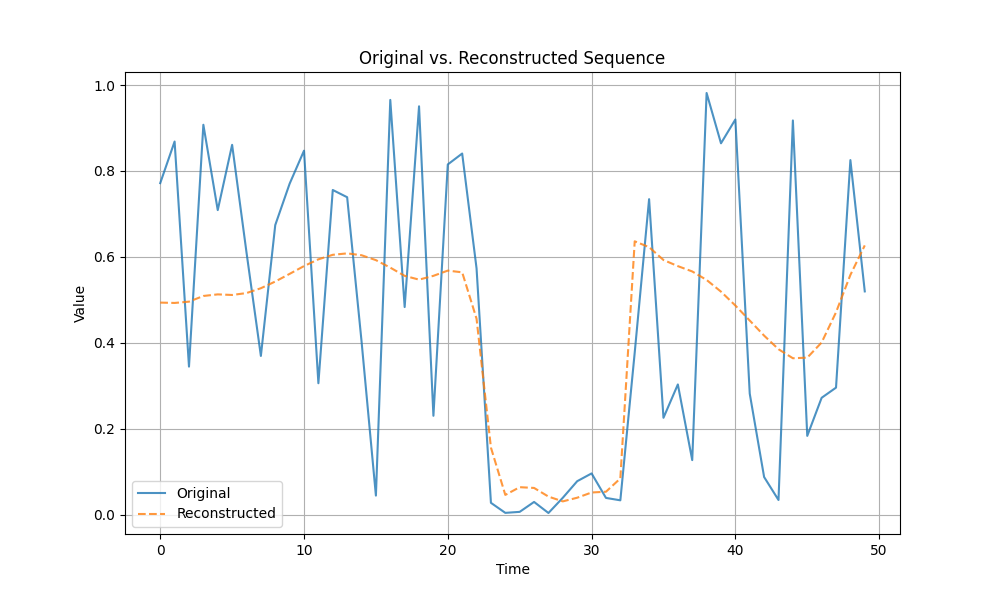 Original vs. Reconstructed Sequence
1.0
0.8
0.6
0.4
0.2
0.0
Value
Original
Reconstructed
0 10 20 30 40 50
Time